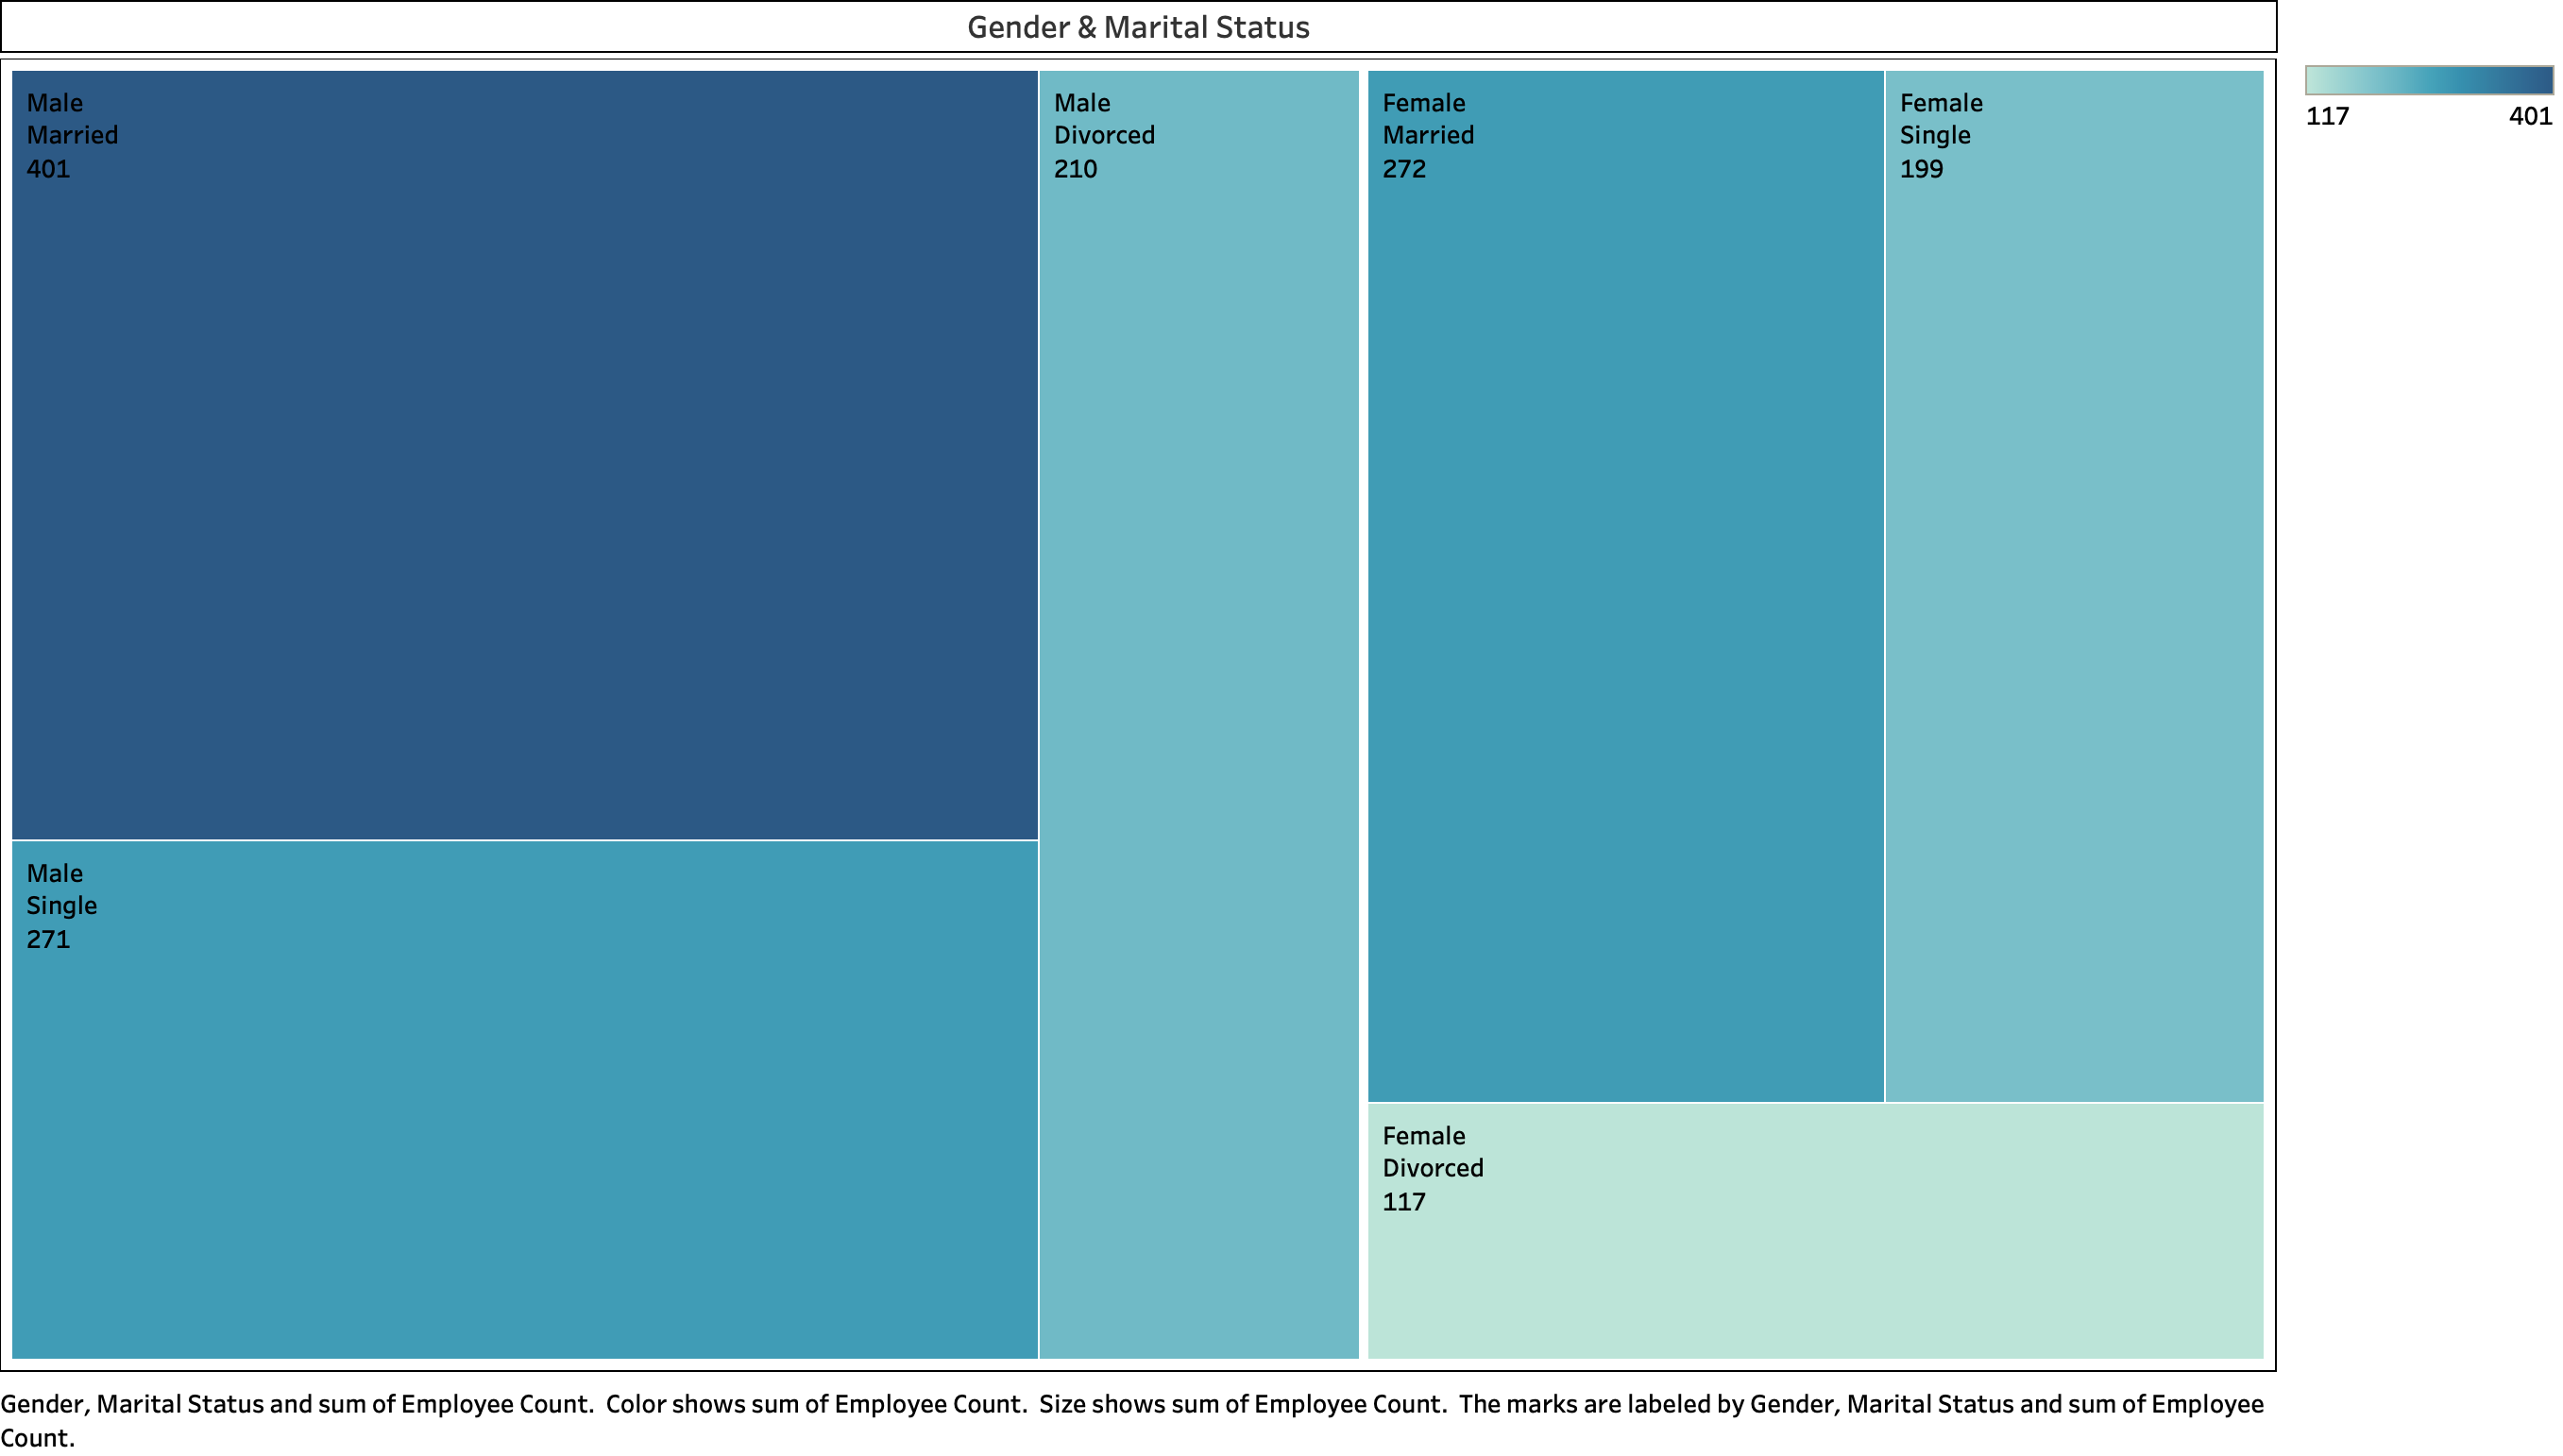 Gender & Marital Status
Male
Married
401
Male
Divorced
210
Female
Married
272
Female
Single
199
117
401
Male
Single
271
Female
Divorced
117
Gender, Marital Status and sum of Employee Count.  Color shows sum of Employee Count.  Size shows sum of Employee Count.  The marks are labeled by Gender, Marital Status and sum of Employee
Count.